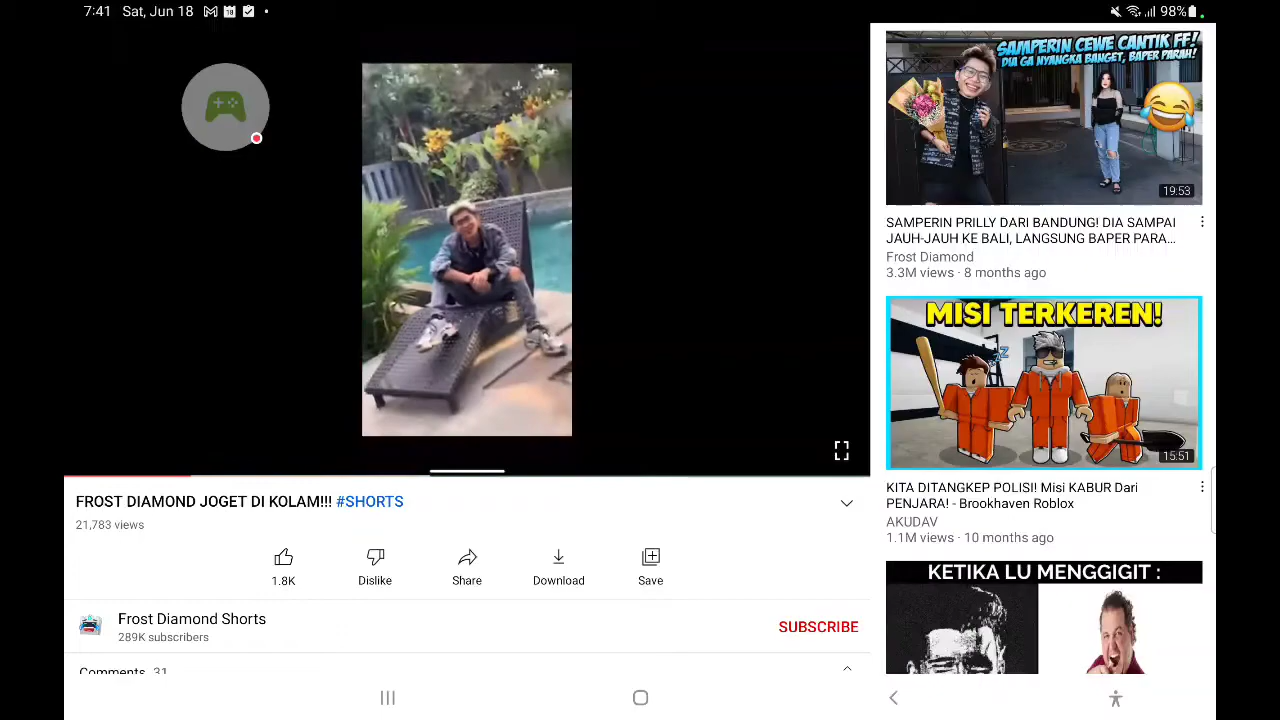 7:41 Sat, Jun 18
98%
FROST DIAMOND JOGET DI KOLAM!!! #SHORTS
21,783 views
1.8K
Dislike
Share
Download
Save
Frost Diamond Shorts
289K subscribers
SUBSCRIBE
Comments 31
SAMPERIN CEWE CANTIK FF!
DIA GA NYANGKA BANGET, BAPER PARAH!
19:53
SAMPERIN PRILLY DARI BANDUNG! DIA SAMPAI
JAUH-JAUH KE BALI, LANGSUNG BAPER PARA...
Frost Diamond
3.3M views · 8 months ago
MISI TERKEREN!
15:51
KITA DITANGKEP POLISI! Misi KABUR Dari
PENJARA! - Brookhaven Roblox
AKUDAV
1.1M views · 10 months ago
KETIKA LU MENGGIGIT :